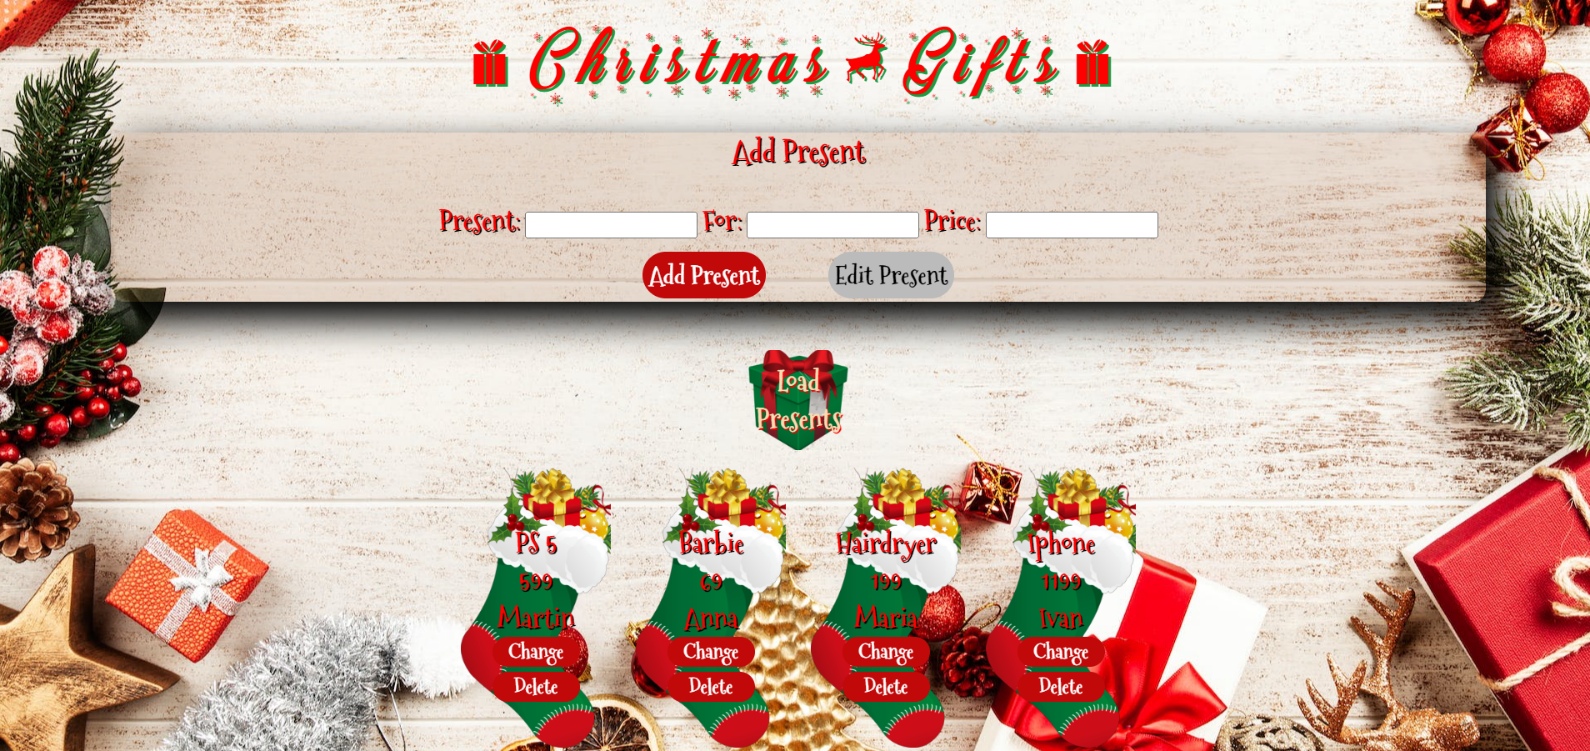 Christmas Gifts
Add Present
Present: For: Price:
Add Present Edit Present
Load
Presents
PS 5 Barbie Hairdryer Iphone
599 69 199 1199
Martin Anna Maria Ivan
Change Change Change Change
Delete Delete Delete Delete